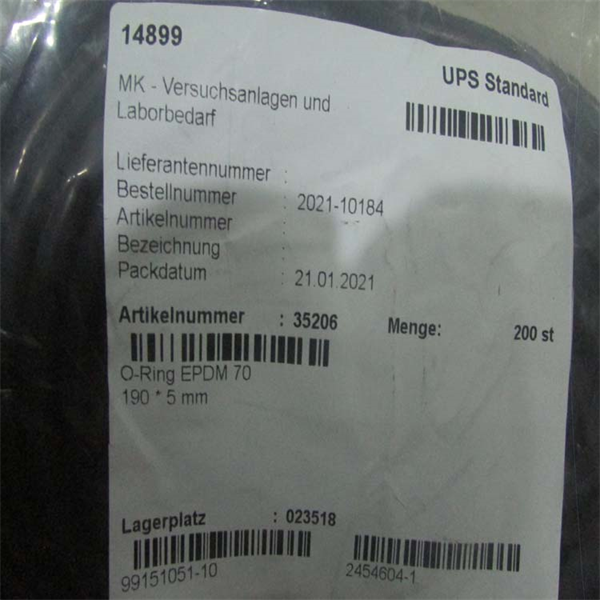 14899
UPS Standard
MK - Versuchsanlagen und
Laborbedarf
Lieferantennummer :
Bestellnummer : 2021-10184
Artikelnummer
Bezeichnung :
Packdatum : 21.01.2021
Artikelnummer : 35206 Menge: 200 st
O-Ring EPDM 70
190 * 5 mm
Lagerplatz : 023518
99151051-10 2454604-1